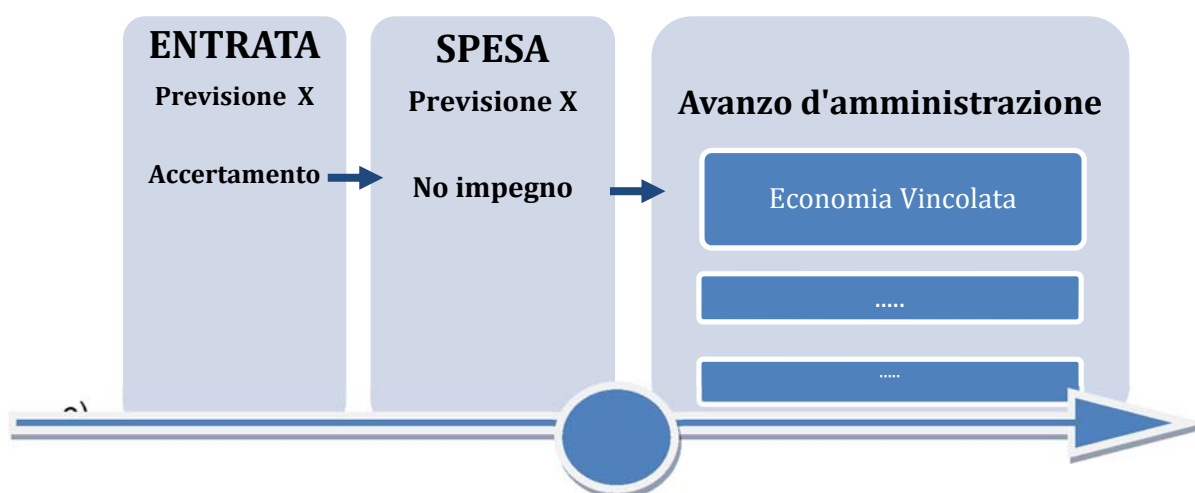 ENTRATA
Previsione X
Accertamento
SPESA
Previsione X
No impegno
Avanzo d'amministrazione
Economia Vincolata
.....
.....